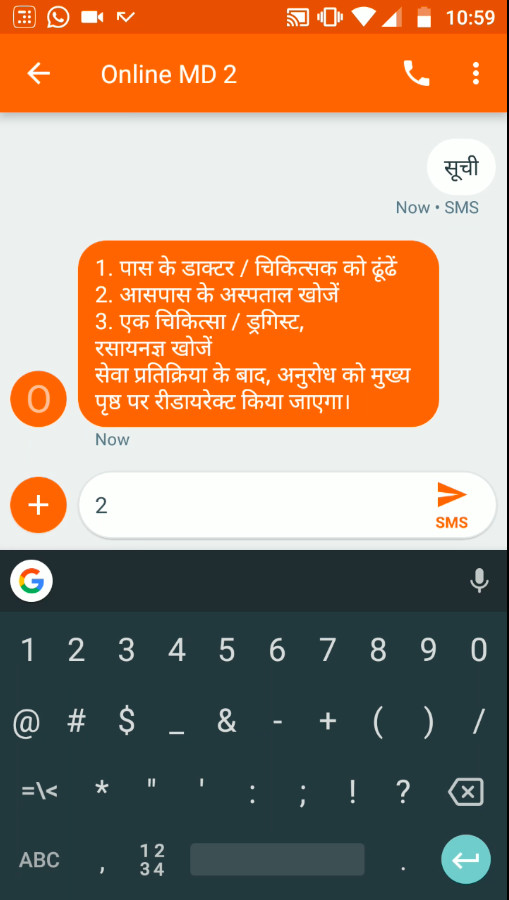 10:59
Online MD 2
सूची
Now • SMS
1. पास के डाक्टर / चिकित्सक को ढूंढें
2. आसपास के अस्पताल खोजें
3. एक चिकित्सा / ड्रगिस्ट,
रसायनज्ञ खोजें
सेवा प्रतिक्रिया के बाद, अनुरोध को मुख्य
पृष्ठ पर रीडायरेक्ट किया जाएगा।
O
Now
+
2
SMS
G
1 2 3 4 5 6 7 8 9 0
@ # $ _ & - + ( ) /
=\< * " ' : ; ! ?
ABC , 12 .
34